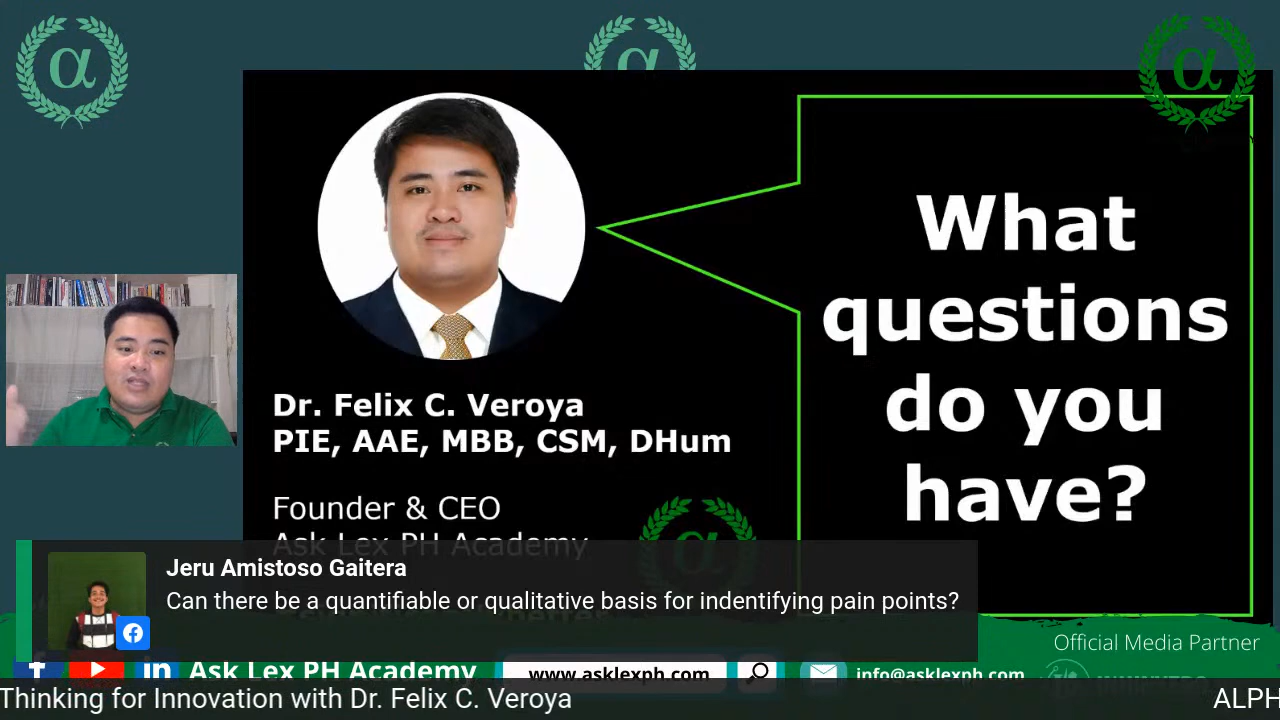 α
α
α
What
questions
do you
have?
Dr. Felix C. Veroya
PIE, AAE, MBB, CSM, DHum
Founder & CEO
Ask Lex PH Academy
Jeru Amistoso Gaitera
Can there be a quantifiable or qualitative basis for indentifying pain points?
Official Media Partner
f in Ask Lex PH Academy www.asklexph.com info@asklexph.com
Thinking for Innovation with Dr. Felix C. Veroya ALPH